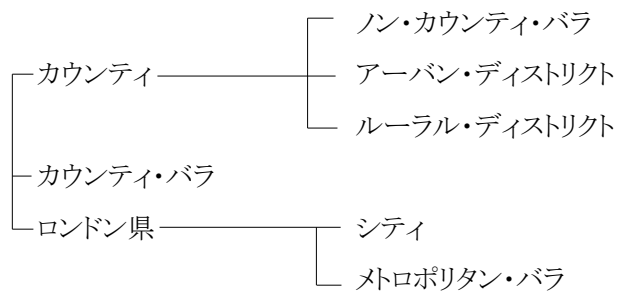 ノン・カウンティ・バラ
カウンティ
アーバン・ディストリクト
ルーラル・ディストリクト
カウンティ・バラ
ロンドン県
シティ
メトロポリタン・バラ